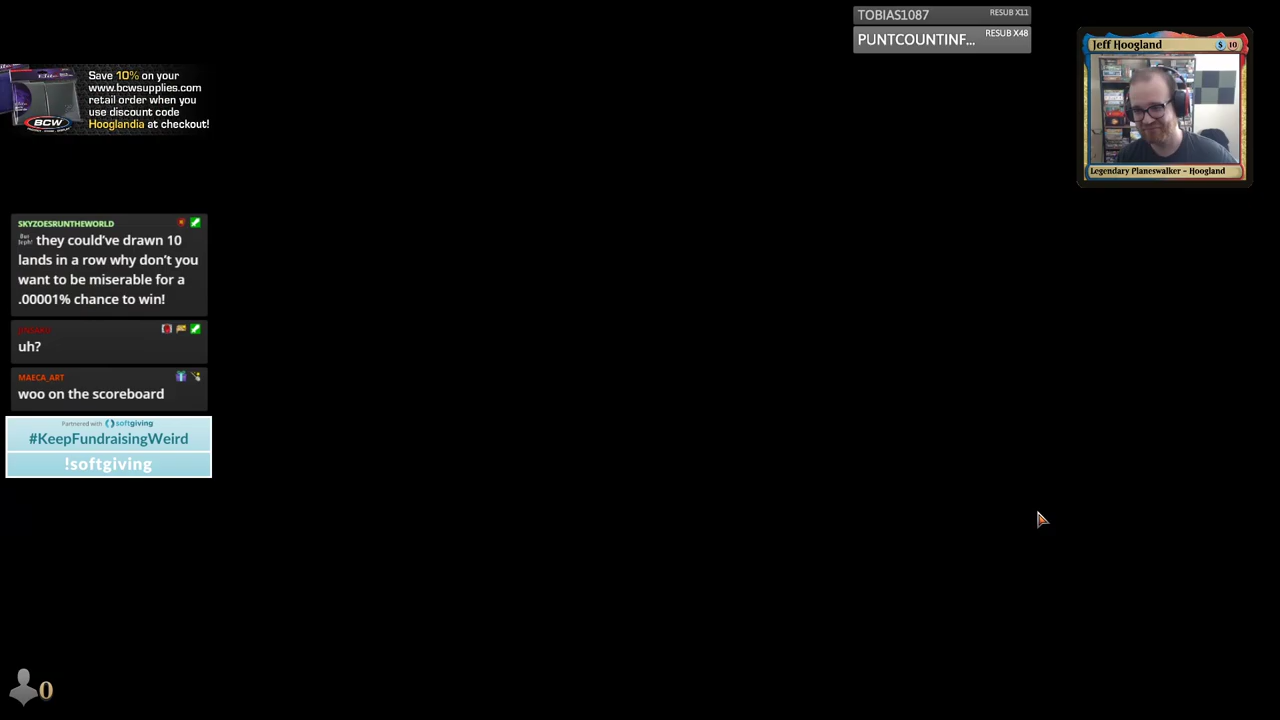 TOBIAS1087 RESUB X11
PUNTCOUNTINF... RESUB X48
Jeff Hoogland 10
Legendary Planeswalker - Hoogland
Save 10% on your
www.bcwsupplies.com
retail order when you
use discount code
Hooglandia at checkout!
BCW
SKYZOESRUNTHEWORLD
they could've drawn 10
lands in a row why don't you
want to be miserable for a
.00001% chance to win!
uh?
MAECA_ART
woo on the scoreboard
Partnered with softgiving
#KeepFundraisingWeird
!softgiving
0